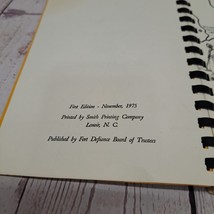 First Edition - November, 1975
Printed by Smith Printing Company
Lenoir, N. C.
Published by Fort Defiance Board of Trustees